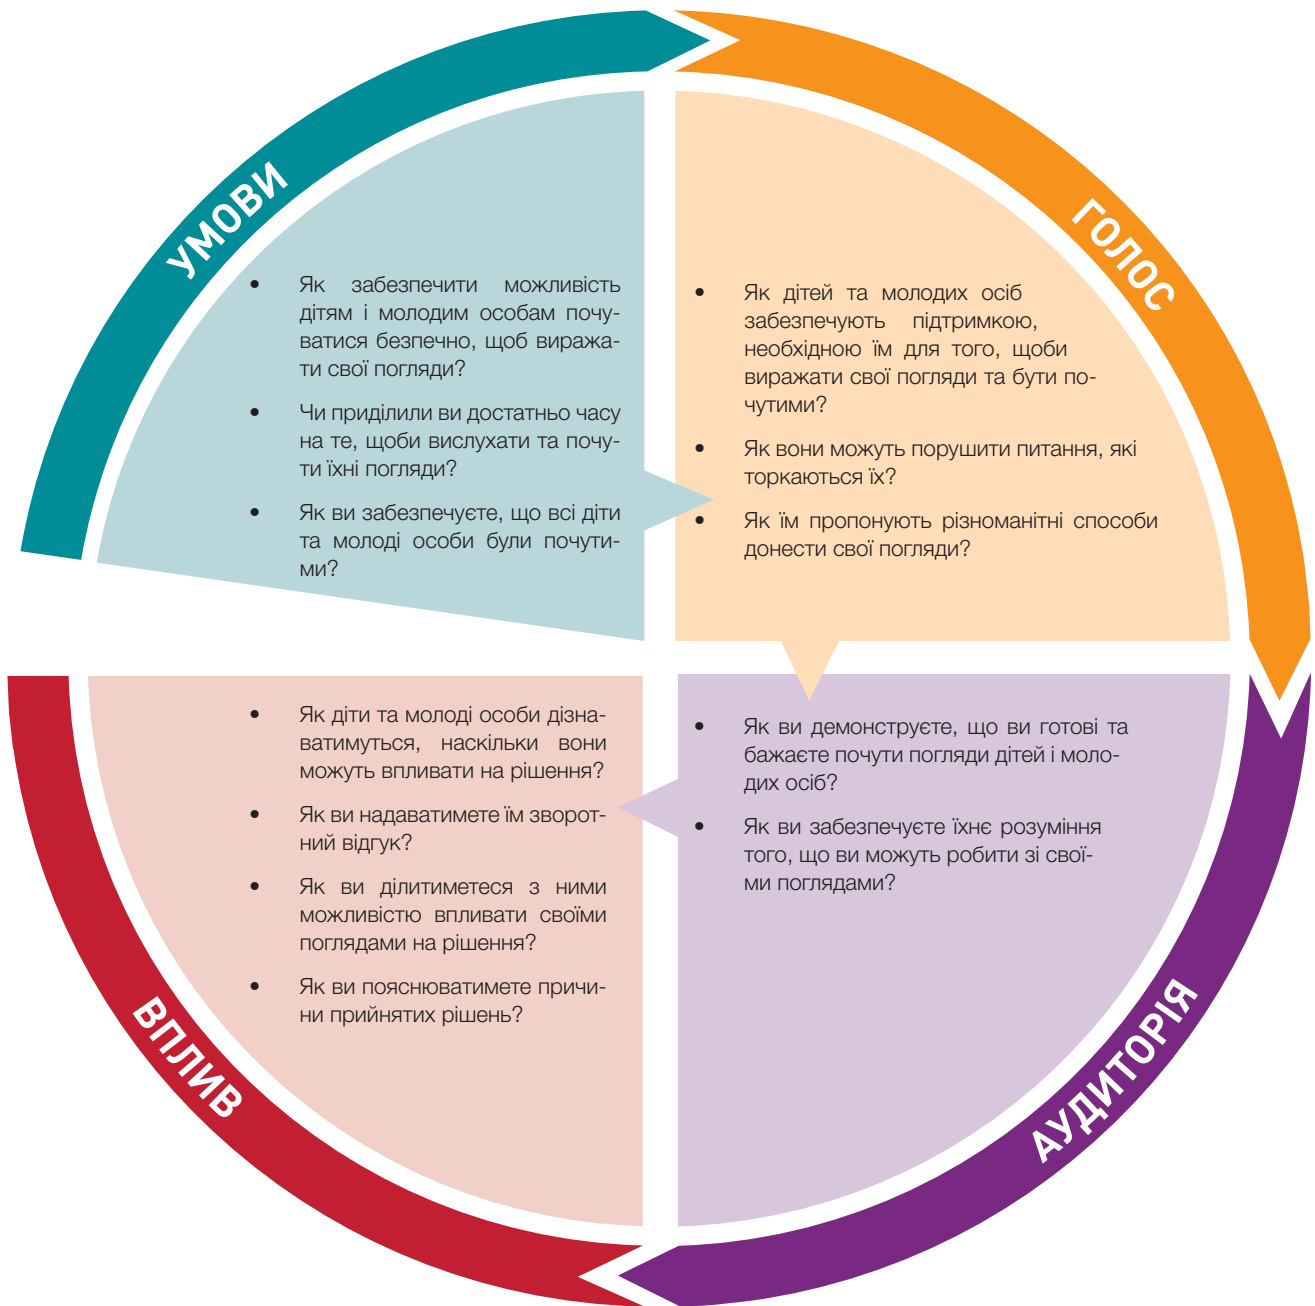 УМОВИ
• Як забезпечити можливість
дітям і молодим особам почу-
ватися безпечно, щоб виража-
ти свої погляди?
• Чи приділили ви достатньо часу
на те, щоби вислухати та почу-
ти їхні погляди?
• Як ви забезпечуєте, що всі діти
та молоді особи були почути-
ми?
ГОЛОС
• Як дітей та молодих осіб
забезпечують підтримкою,
необхідною їм для того, щоби
виражати свої погляди та бути по-
чутими?
• Як вони можуть порушити питання, які
торкаються їх?
• Як їм пропонують різноманітні способи
донести свої погляди?
АУДИТОРІЯ
• Як ви демонструєте, що ви готові та
бажаєте почути погляди дітей і моло-
дих осіб?
• Як ви забезпечуєте їхнє розуміння
того, що ви можуть робити зі свої-
ми поглядами?
ВПЛИВ
• Як діти та молоді особи дізна-
ватимуться, наскільки вони
можуть впливати на рішення?
• Як ви надаватимете їм зворот-
ний відгук?
• Як ви ділитиметеся з ними
можливістю впливати своїми
поглядами на рішення?
• Як ви пояснюватимете причи-
ни прийнятих рішень?